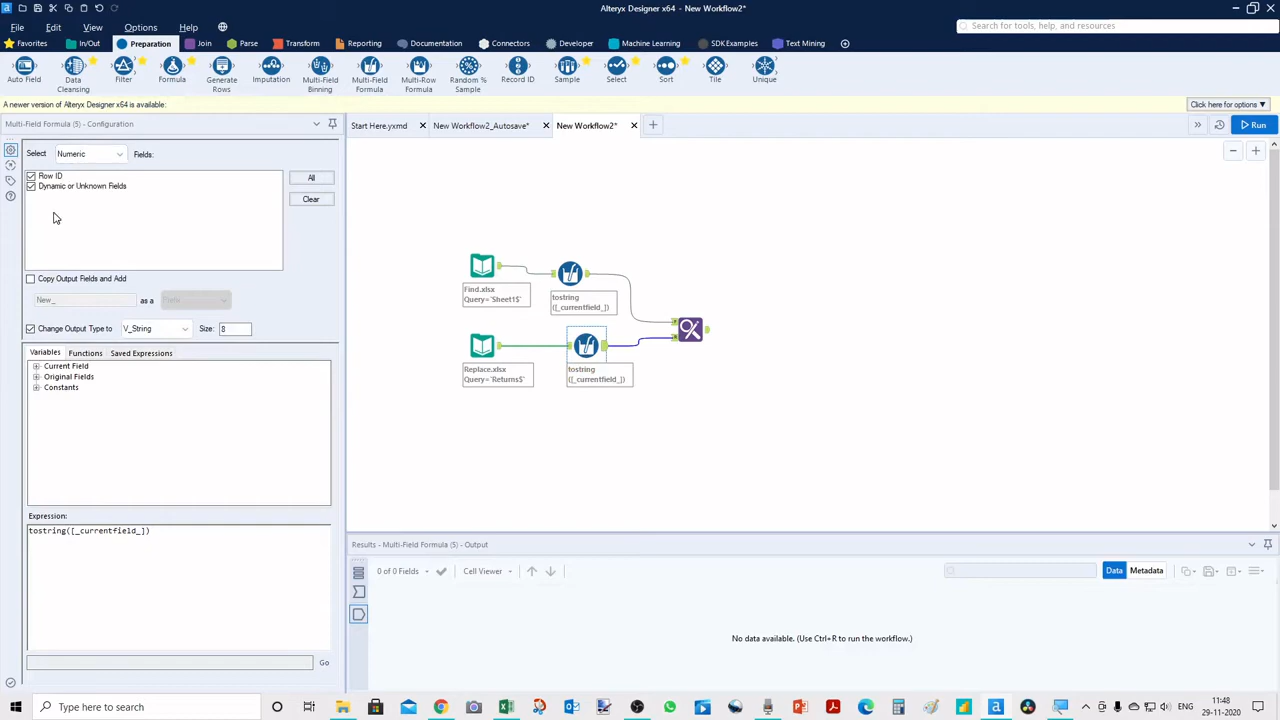 Alteryx Designer x64 - New Workflow2*
File Edit View Options Help
Search for tools, help, and resources
Favorites In/Out Preparation Join Parse Transform Reporting Documentation Connectors Developer Machine Learning SDKExamples Text Mining
Auto Field
Data Cleansing
Filter
Formula
Generate Rows
Imputation
Multi-Field Binning
Multi-Field Formula
Multi-Row Formula
Random % Sample
Record ID
Sample
Select
Sort
Tile
Unique
A newer version of Alteryx Designer x64 is available:
Click here for options ▼
Multi-Field Formula (5) - Configuration
Start Here.yxmd
New Workflow2_Autosave*
New Workflow2*
Run
Select Numeric Fields:
Row ID
Dynamic or Unknown Fields
All
Clear
Copy Output Fields and Add
New_ as a Prefix
Change Output Type to V_String Size: 8
Variables Functions Saved Expressions
Current Field
Original Fields
Constants
Expression:
tostring([_currentfield_])
Go
Find.xlsx
Query=`Sheet1$`
tostring
([_currentfield_])
Replace.xlsx
Query=`Returns$`
tostring
([_currentfield_])
Results - Multi-Field Formula (5) - Output
0 of 0 Fields
Cell Viewer
Data
Metadata
No data available. (Use Ctrl+R to run the workflow.)
Type here to search
ENG
11:48
29-11-2020